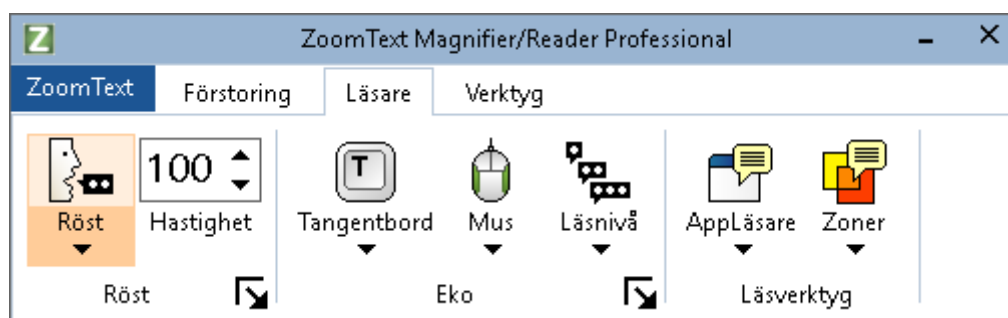 Z ZoomText Magnifier/Reader Professional
ZoomText Förstoring Läsare Verktyg
100 T
Röst Hastighet Tangentbord Mus Läsnivå AppLäsare Zoner
Röst Eko Läsverktyg